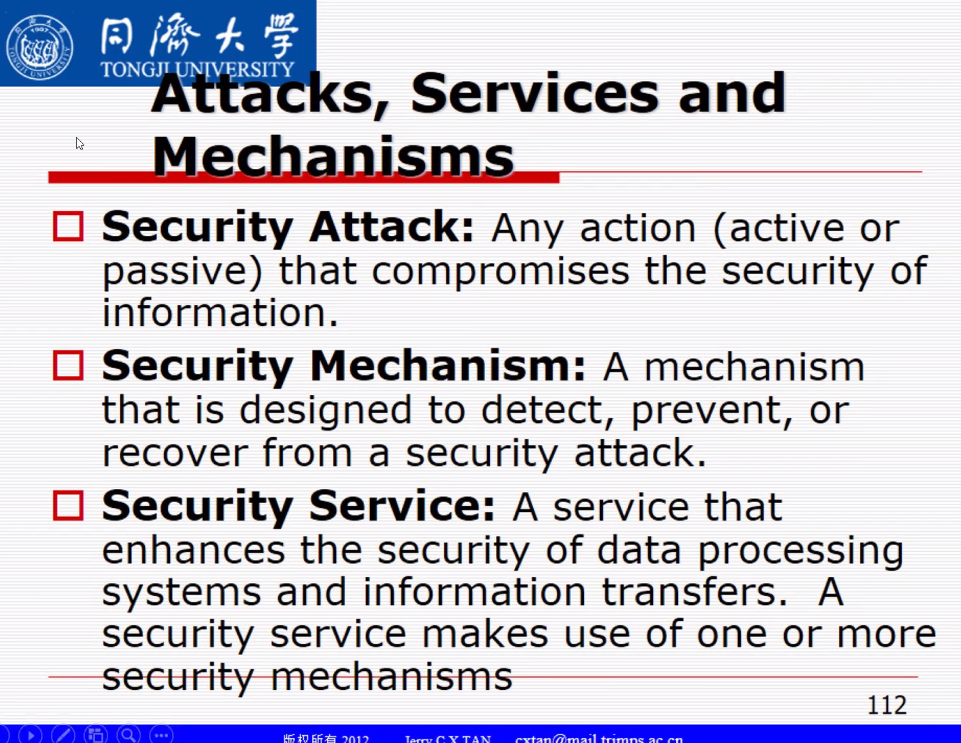 同濟大学
TONGJI UNIVERSITY
Attacks, Services and
Mechanisms
Security Attack: Any action (active or
passive) that compromises the security of
information.
Security Mechanism: A mechanism
that is designed to detect, prevent, or
recover from a security attack.
Security Service: A service that
enhances the security of data processing
systems and information transfers. A
security service makes use of one or more
security mechanisms
112
版权所有 2012 Jerry C.X.TAN cxtan@mail.trimps.ac.cn